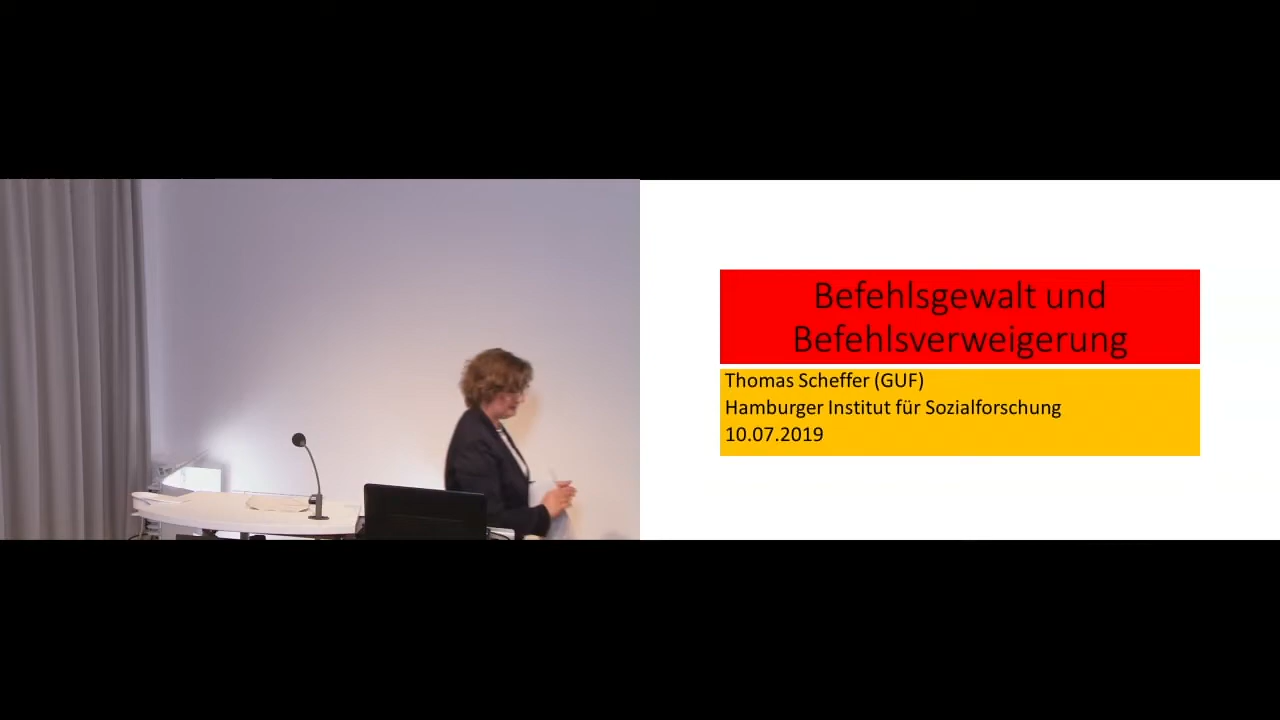 Befehlsgewalt und
Befehlsverweigerung
Thomas Scheffer (GUF)
Hamburger Institut für Sozialforschung
10.07.2019